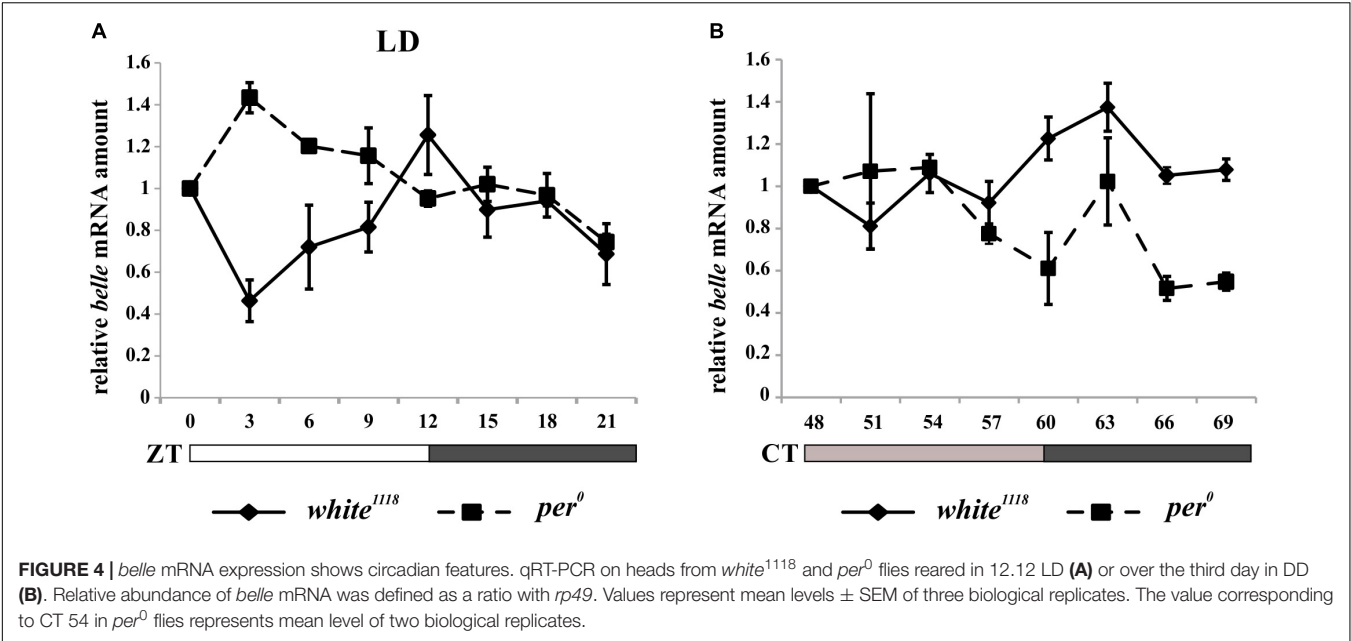 A
LD
relative belle mRNA amount
1.6
1.4
1.2
1
0.8
0.6
0.4
0.2
0
0 3 6 9 12 15 18 21
ZT
white1118 per0
B
relative belle mRNA amount
1.6
1.4
1.2
1
0.8
0.6
0.4
0.2
0
48 51 54 57 60 63 66 69
CT
white1118 per0
FIGURE 4 | belle mRNA expression shows circadian features. qRT-PCR on heads from white1118 and per0 flies reared in 12.12 LD (A) or over the third day in DD
(B). Relative abundance of belle mRNA was defined as a ratio with rp49. Values represent mean levels ± SEM of three biological replicates. The value corresponding
to CT 54 in per0 flies represents mean level of two biological replicates.